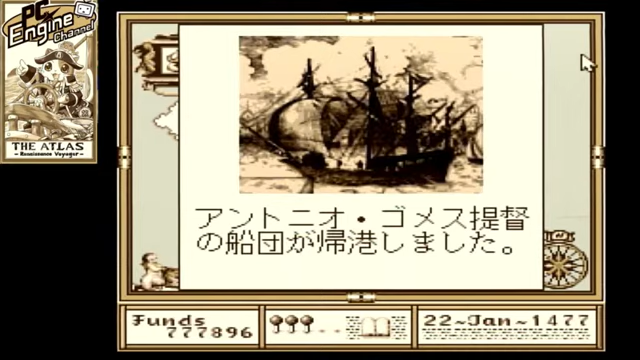 PC Engine
Channel
THE ATLAS
- Renaissance Voyager -
アントニオ・ゴメス提督
の船団が帰港しました。
Funds
777896
22~Jan~1477